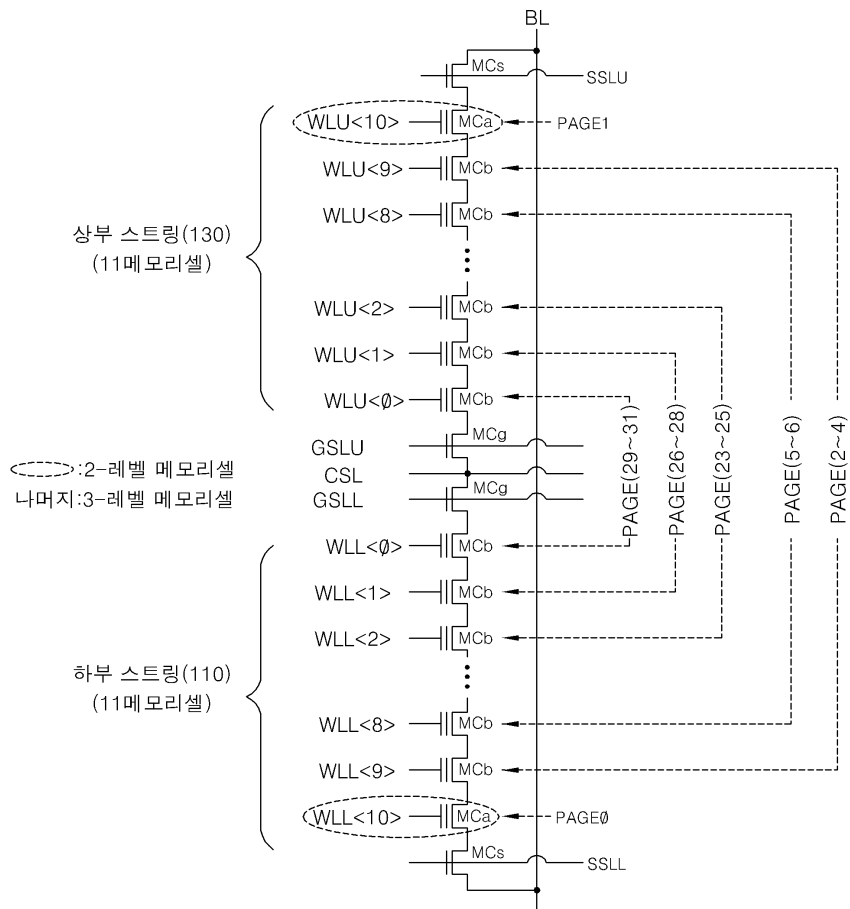 BL
MCs
SSLU
WLU<10>
MCa
PAGE1
WLU<9>
MCb
WLU<8>
MCb
상부 스트링(130)
(11메모리셀)
WLU<2>
MCb
WLU<1>
MCb
WLU<0>
MCb
MCg
GSLU
:2-레벨 메모리셀
CSL
나머지:3-레벨 메모리셀
GSLL
MCg
PAGE(29~31)
PAGE(26~28)
PAGE(23~25)
PAGE(5~6)
PAGE(2~4)
WLL<0>
MCb
WLL<1>
MCb
WLL<2>
MCb
하부 스트링(110)
(11메모리셀)
WLL<8>
MCb
WLL<9>
MCb
WLL<10>
MCa
PAGE0
MCs
SSLL